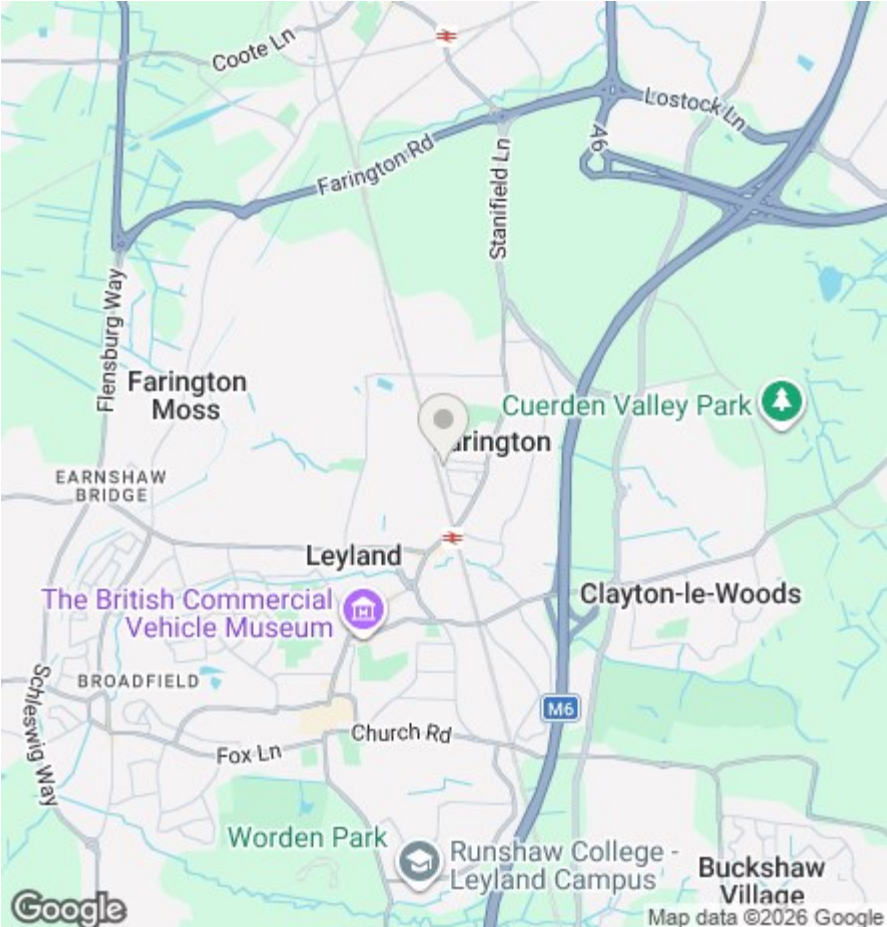 Coote Ln
Lostock Ln
A6
Farington Rd
Stanifield Ln
Flensburg Way
Farington
Moss
Cuerden Valley Park
arington
EARNSHAW
BRIDGE
Leyland
Clayton-le-Woods
The British Commercial
Vehicle Museum
BROADFIELD
Schleswig Way
M6
Church Rd
Fox Ln
Worden Park
Runshaw College -
Leyland Campus
Buckshaw
Village
Google
Map data ©2026 Google